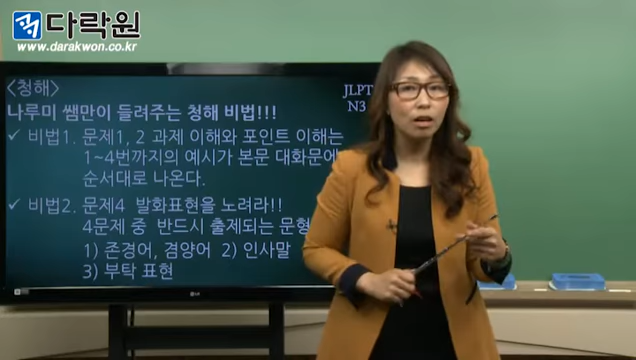 다락원
www.darakwon.co.kr
<청해>
JLPT
N3
나루미 쌤만이 들려주는 청해 비법!!!
✓ 비법1. 문제1, 2 과제 이해와 포인트 이해는
1~4번까지의 예시가 본문 대화문에
순서대로 나온다.
✓ 비법2. 문제4 발화표현을 노려라!!
4문제 중 반드시 출제되는 문형
1) 존경어, 겸양어 2) 인사말
3) 부탁 표현
LG